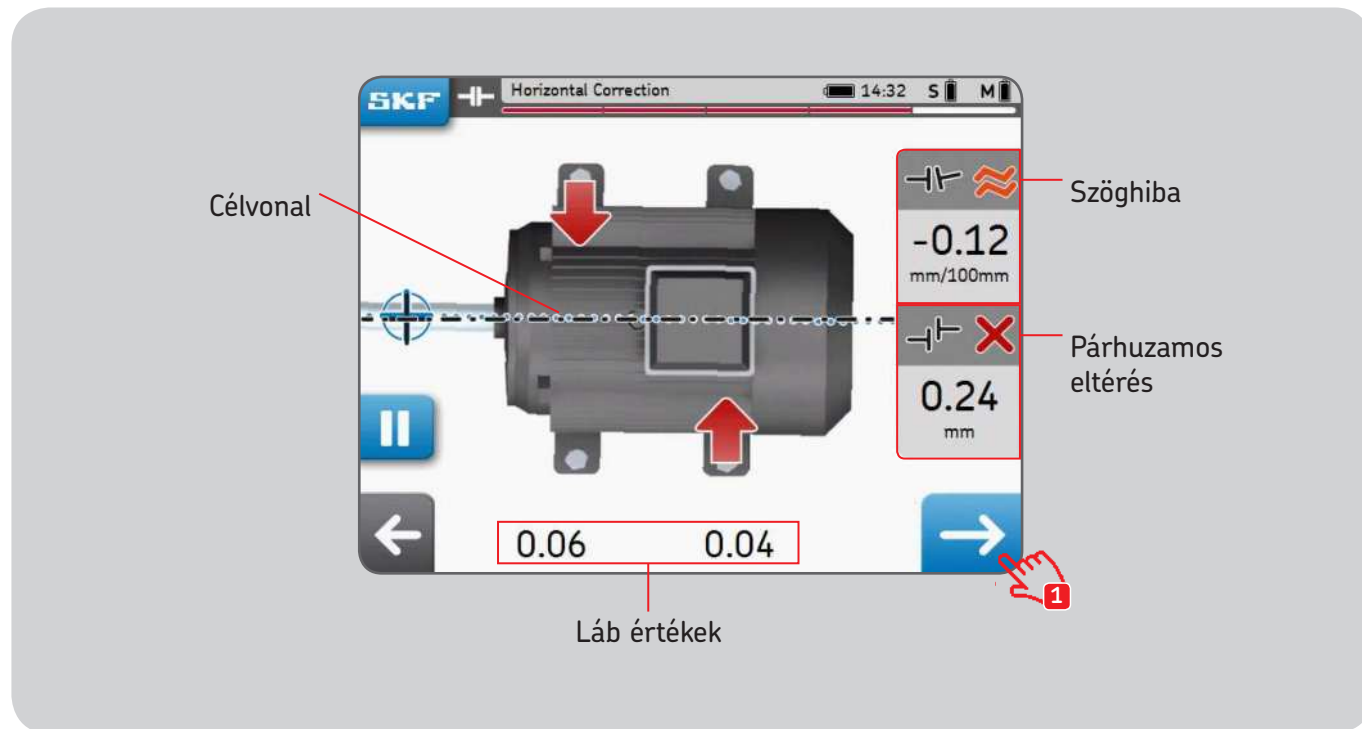 SKF Horizontal Correction 14:32 S M
Célvonal
Szöghiba
-0.12
mm/100mm
Párhuzamos
eltérés
0.24
mm
0.06 0.04
1
Láb értékek